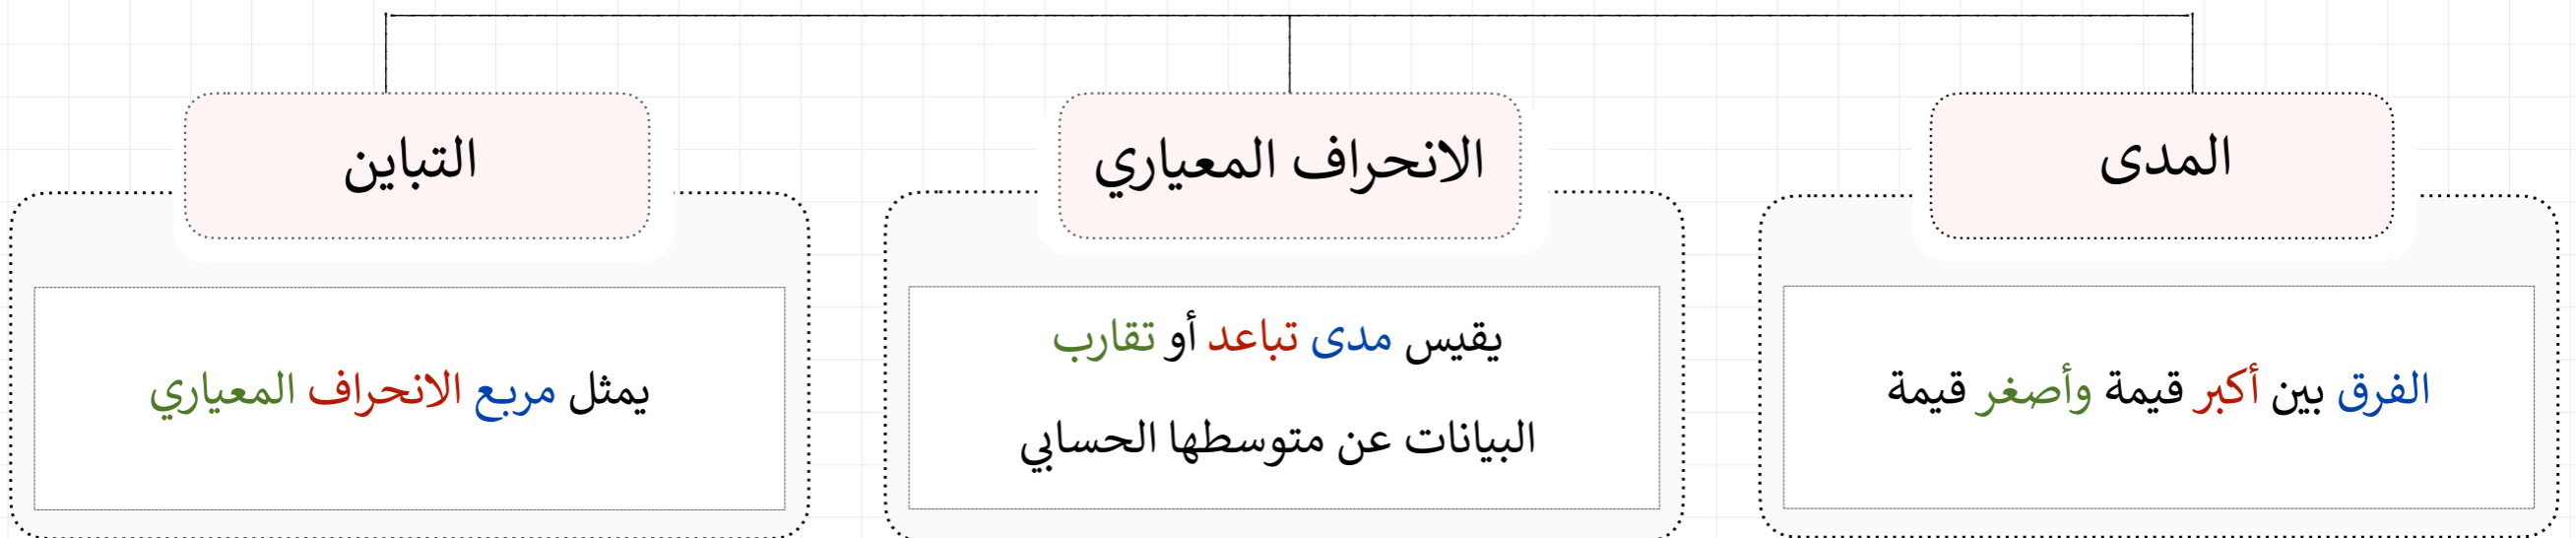 المدى
الفرق بين أكبر قيمة وأصغر قيمة
الانحراف المعياري
يقيس مدى تباعد أو تقارب
البيانات عن متوسطها الحسابي
التباين
يمثل مربع الانحراف المعياري